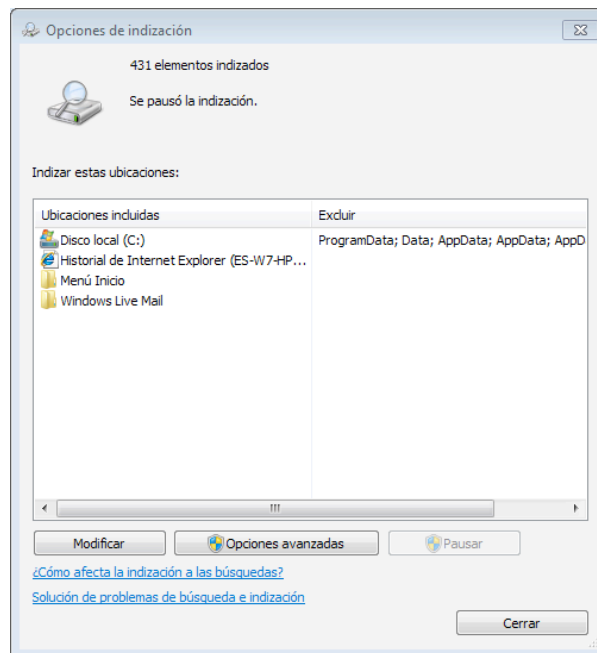 Opciones de indización
431 elementos indizados
Se pausó la indización.
Indizar estas ubicaciones:
Ubicaciones incluidas Excluir
Disco local (C:) ProgramData; Data; AppData; AppData; AppD
Historial de Internet Explorer (ES-W7-HP...
Menú Inicio
Windows Live Mail
Modificar Opciones avanzadas Pausar
¿Cómo afecta la indización a las búsquedas?
Solución de problemas de búsqueda e indización
Cerrar